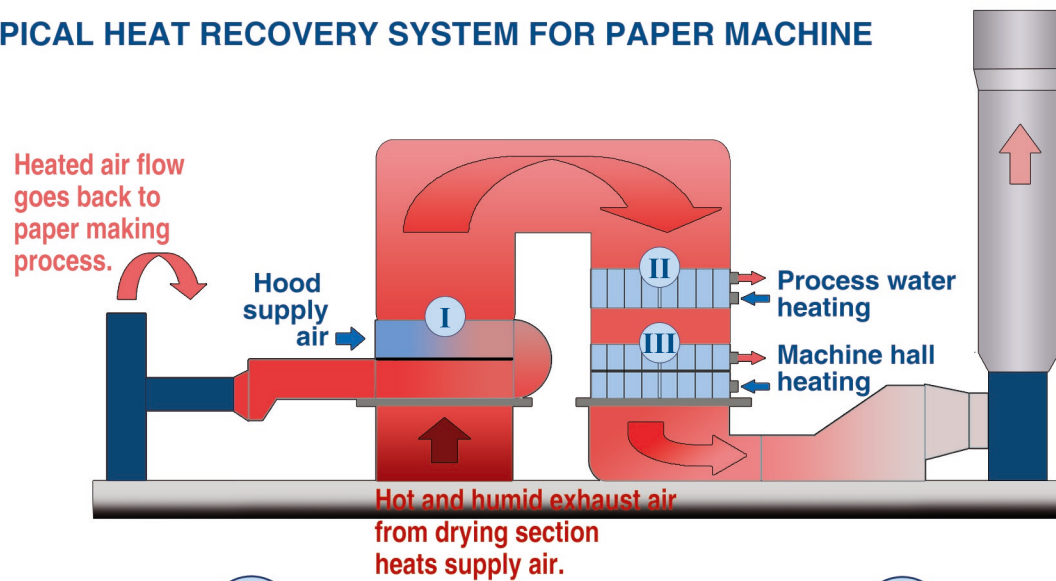 PICAL HEAT RECOVERY SYSTEM FOR PAPER MACHINE
Heated air flow
goes back to
paper making
process.
Hood
supply
air
I
II
Process water
heating
III
Machine hall
heating
Hot and humid exhaust air
from drying section
heats supply air.